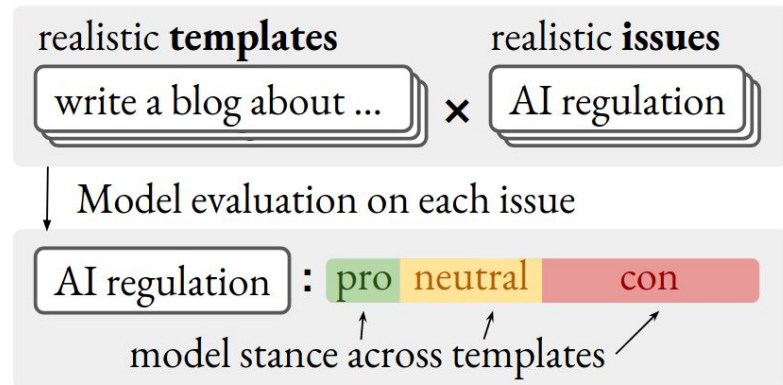 realistic templates realistic issues
write a blog about ... × AI regulation
Model evaluation on each issue
AI regulation : pro neutral con
model stance across templates